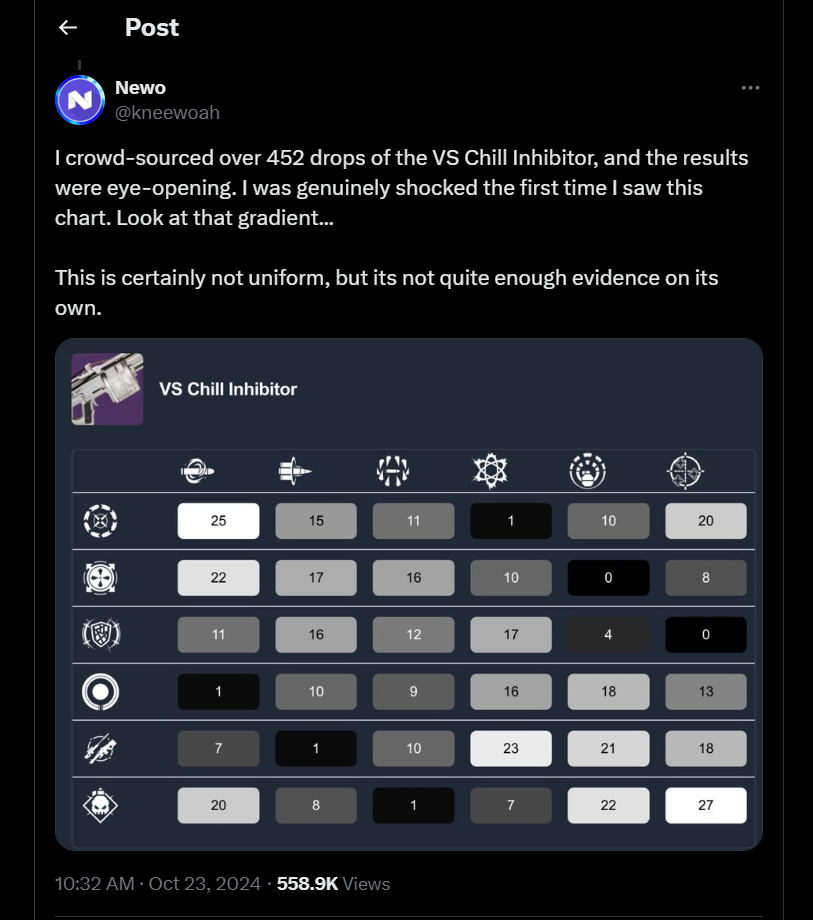 Post
Newo
@kneewoah
I crowd-sourced over 452 drops of the VS Chill Inhibitor, and the results
were eye-opening. I was genuinely shocked the first time I saw this
chart. Look at that gradient...
This is certainly not uniform, but its not quite enough evidence on its
own.
VS Chill Inhibitor
25 15 11 1 10 20
22 17 16 10 0 8
11 16 12 17 4 0
1 10 9 16 18 13
7 1 10 23 21 18
20 8 1 7 22 27
10:32 AM · Oct 23, 2024 · 558.9K Views